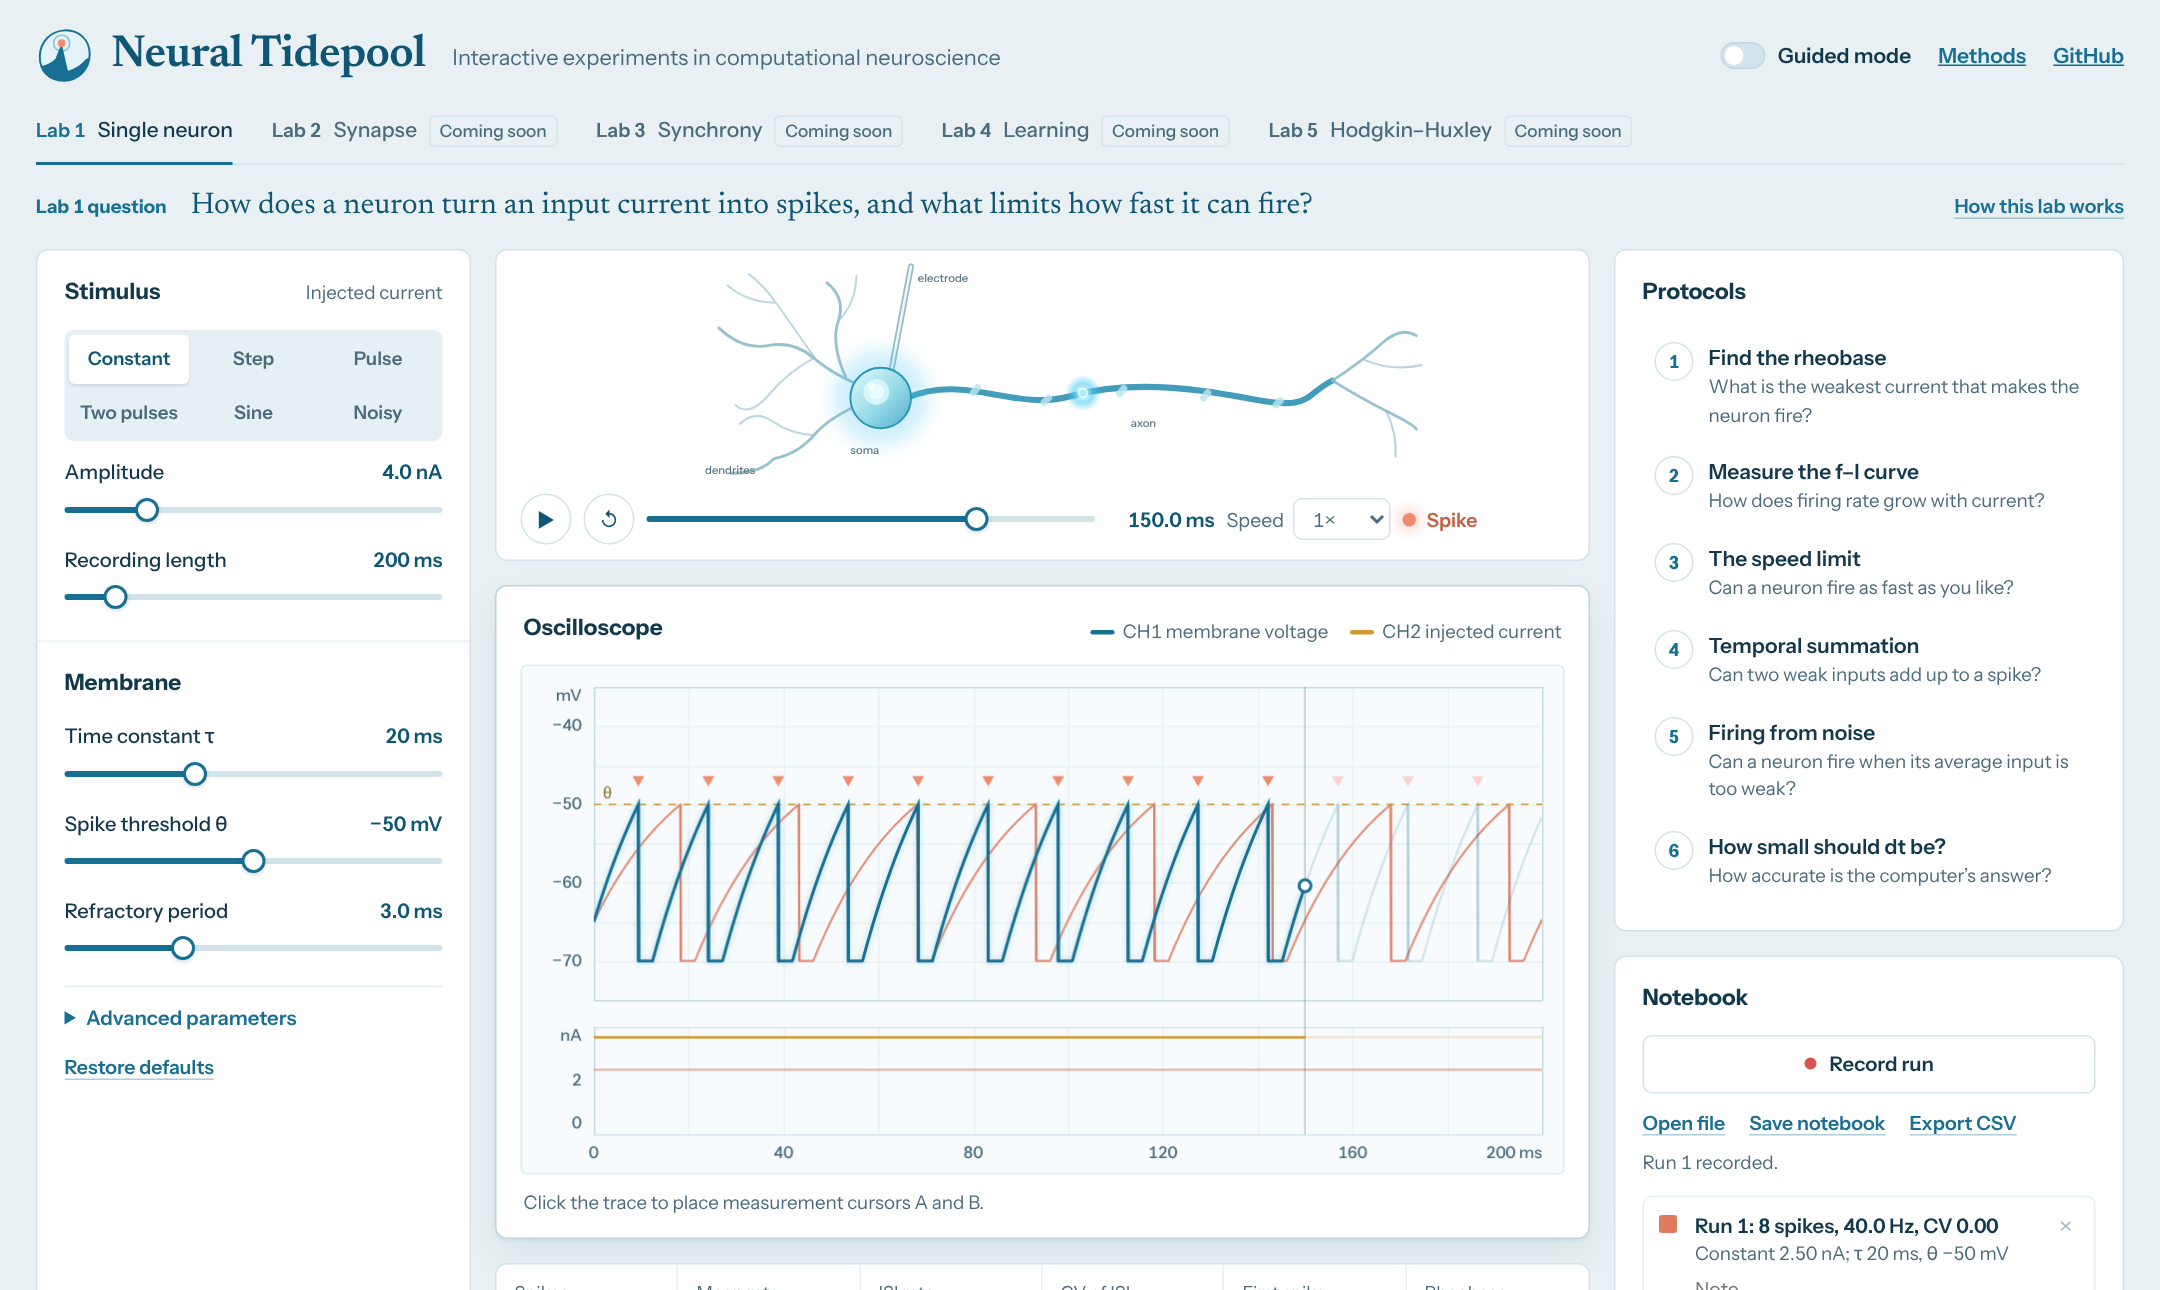 Neural Tidepool
Interactive experiments in computational neuroscience
Guided mode
Methods
GitHub
Lab 1 Single neuron
Lab 2 Synapse Coming soon
Lab 3 Synchrony Coming soon
Lab 4 Learning Coming soon
Lab 5 Hodgkin–Huxley Coming soon
Lab 1 question
How does a neuron turn an input current into spikes, and what limits how fast it can fire?
How this lab works
Stimulus
Injected current
Constant
Step
Pulse
Two pulses
Sine
Noisy
Amplitude
4.0 nA
Recording length
200 ms
Membrane
Time constant τ
20 ms
Spike threshold θ
−50 mV
Refractory period
3.0 ms
Advanced parameters
Restore defaults
electrode
axon
soma
dendrites
150.0 ms
Speed
1×
Spike
Oscilloscope
CH1 membrane voltage
CH2 injected current
mV
−40
θ
−50
−60
−70
nA
2
0
0
40
80
120
160
200 ms
Click the trace to place measurement cursors A and B.
Protocols
1
Find the rheobase
What is the weakest current that makes the
neuron fire?
2
Measure the f–I curve
How does firing rate grow with current?
3
The speed limit
Can a neuron fire as fast as you like?
4
Temporal summation
Can two weak inputs add up to a spike?
5
Firing from noise
Can a neuron fire when its average input is
too weak?
6
How small should dt be?
How accurate is the computer’s answer?
Notebook
Record run
Open file
Save notebook
Export CSV
Run 1 recorded.
Run 1: 8 spikes, 40.0 Hz, CV 0.00
×
Constant 2.50 nA; τ 20 ms, θ −50 mV